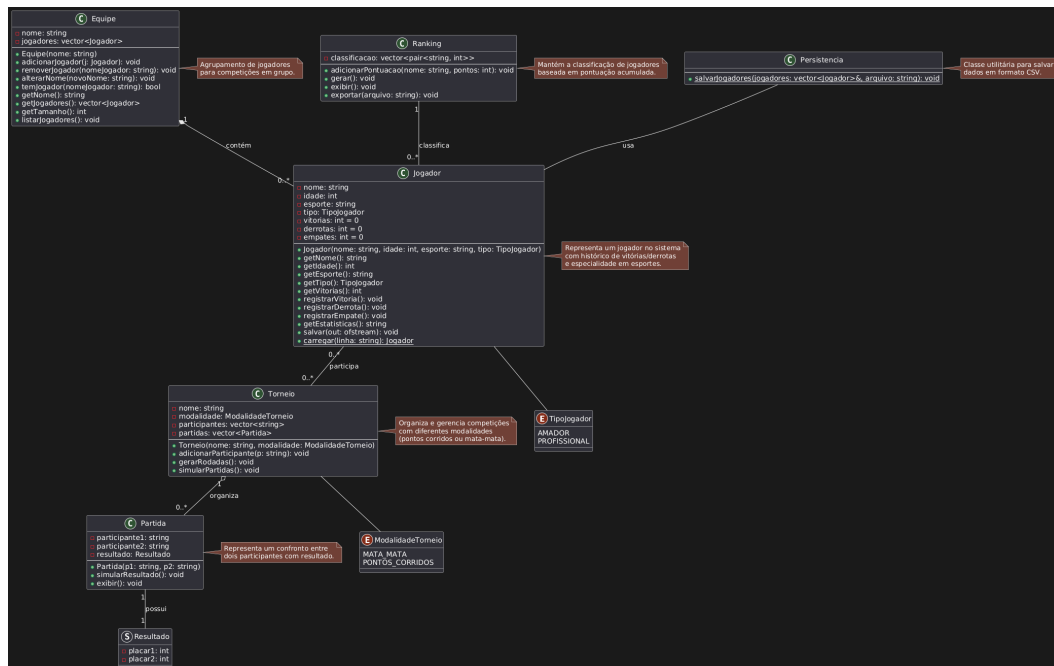 C Equipe
nome: string
jogadores: vector<Jogador>
Equipe(nome: string)
adicionarJogador(j: Jogador): void
removerJogador(nomeJogador: string): void
alterarNome(novoNome: string): void
temJogador(nomeJogador: string): bool
getNome(): string
getJogadores(): vector<Jogador>
getTamanho(): int
listarJogadores(): void
Agrupamento de jogadores
para competições em grupo.
C Ranking
classificacao: vector<pair<string, int>>
adicionarPontuacao(nome: string, pontos: int): void
gerar(): void
exibir(): void
exportar(arquivo: string): void
Mantém a classificação de jogadores
baseada em pontuação acumulada.
C Persistencia
salvarJogadores(jogadores: vector<Jogador>&, arquivo: string): void
Classe utilitária para salvar
dados em formato CSV.
1
contém
0..*
1
classifica
0..*
usa
C Jogador
nome: string
idade: int
esporte: string
tipo: TipoJogador
vitorias: int = 0
derrotas: int = 0
empates: int = 0
Jogador(nome: string, idade: int, esporte: string, tipo: TipoJogador)
getNome(): string
getIdade(): int
getEsporte(): string
getTipo(): TipoJogador
getVitorias(): int
registrarVitoria(): void
registrarDerrota(): void
registrarEmpate(): void
getEstatisticas(): string
salvar(out: ofstream): void
carregar(linha: string): Jogador
Representa um jogador no sistema
com histórico de vitórias/derrotas
e especialidade em esportes.
0..*
participa
0..*
C Torneio
nome: string
modalidade: ModalidadeTorneio
participantes: vector<string>
partidas: vector<Partida>
Torneio(nome: string, modalidade: ModalidadeTorneio)
adicionarParticipante(p: string): void
gerarRodadas(): void
simularPartidas(): void
Organiza e gerencia competições
com diferentes modalidades
(pontos corridos ou mata-mata).
E TipoJogador
AMADOR
PROFISSIONAL
1
organiza
0..*
C Partida
participante1: string
participante2: string
resultado: Resultado
Partida(p1: string, p2: string)
simularResultado(): void
exibir(): void
Representa um confronto entre
dois participantes com resultado.
E ModalidadeTorneio
MATA_MATA
PONTOS_CORRIDOS
1
possui
1
S Resultado
placar1: int
placar2: int